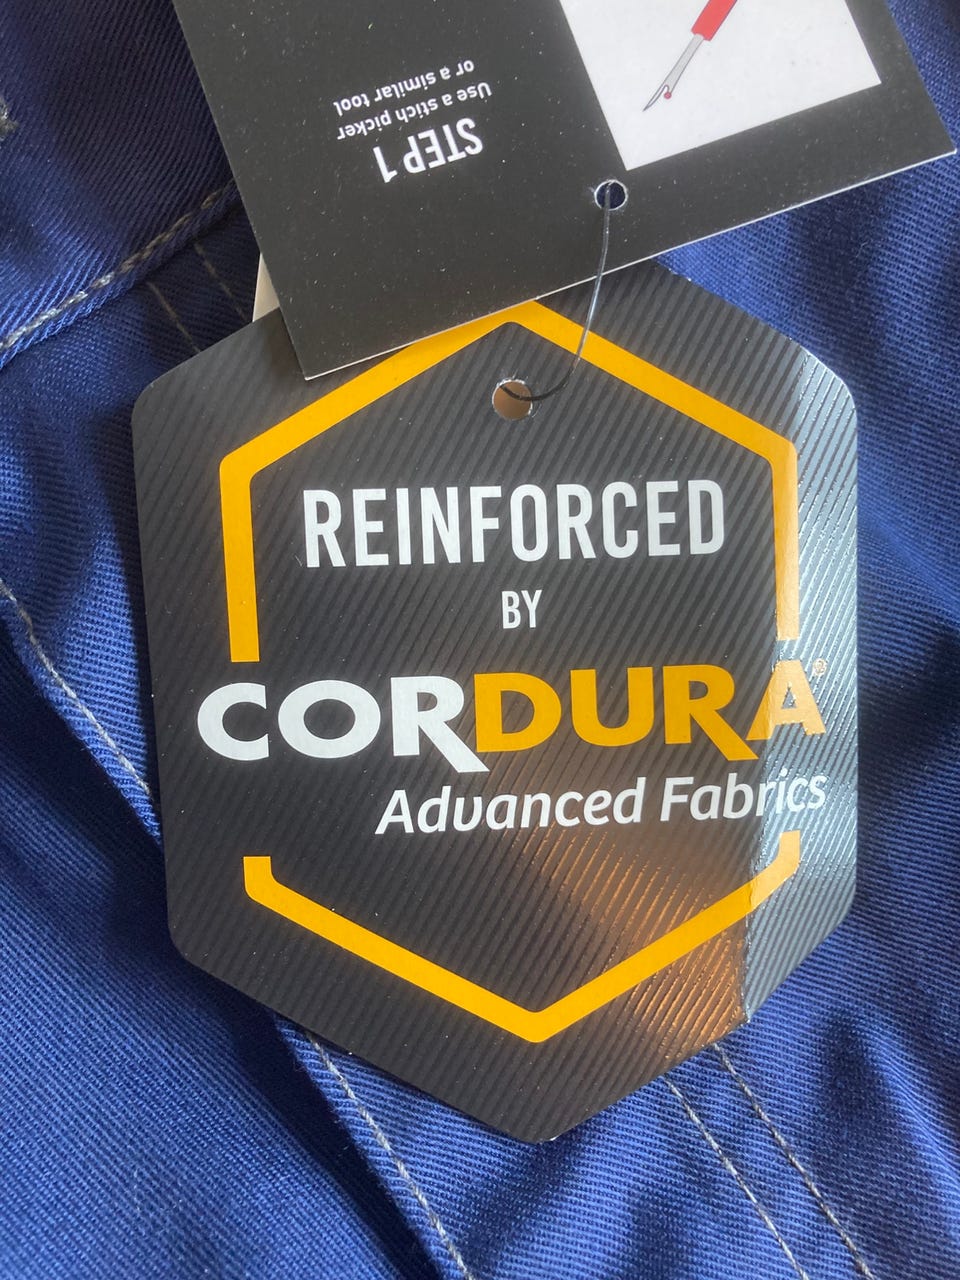 STEP 1
Use a stich picker
or a similar tool
REINFORCED
BY
CORDURA®
Advanced Fabrics